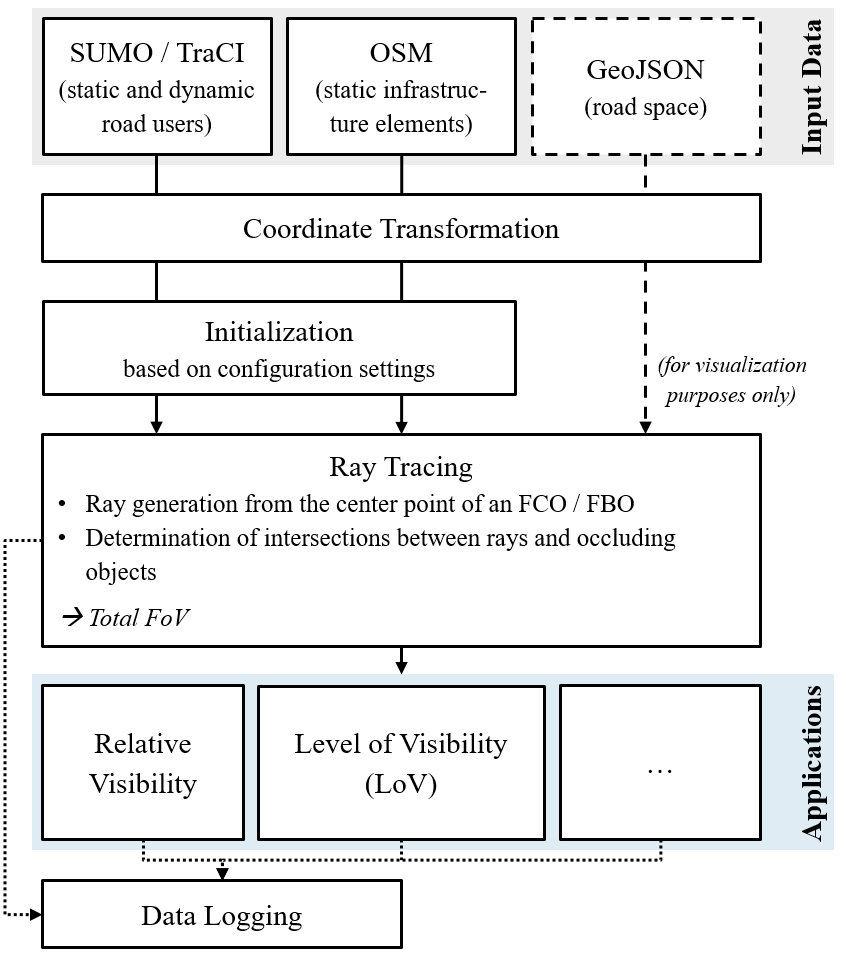 SUMO / TraCI
(static and dynamic
road users)
OSM
(static infrastruc-
ture elements)
GeoJSON
(road space)
Input Data
Coordinate Transformation
Initialization
based on configuration settings
(for visualization
purposes only)
Ray Tracing
• Ray generation from the center point of an FCO / FBO
• Determination of intersections between rays and occluding
objects
→ Total FoV
Relative
Visibility
Level of Visibility
(LoV)
…
Applications
Data Logging